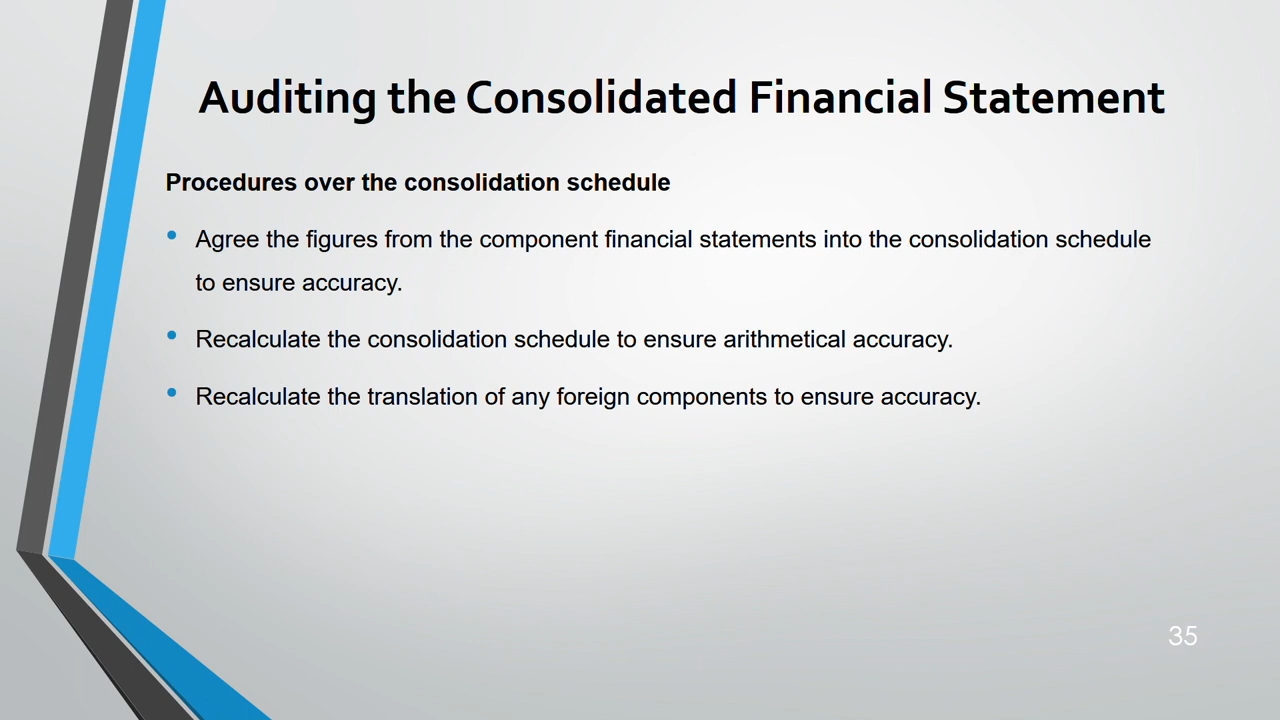 Auditing the Consolidated Financial Statement
Procedures over the consolidation schedule
• Agree the figures from the component financial statements into the consolidation schedule
to ensure accuracy.
• Recalculate the consolidation schedule to ensure arithmetical accuracy.
• Recalculate the translation of any foreign components to ensure accuracy.
35